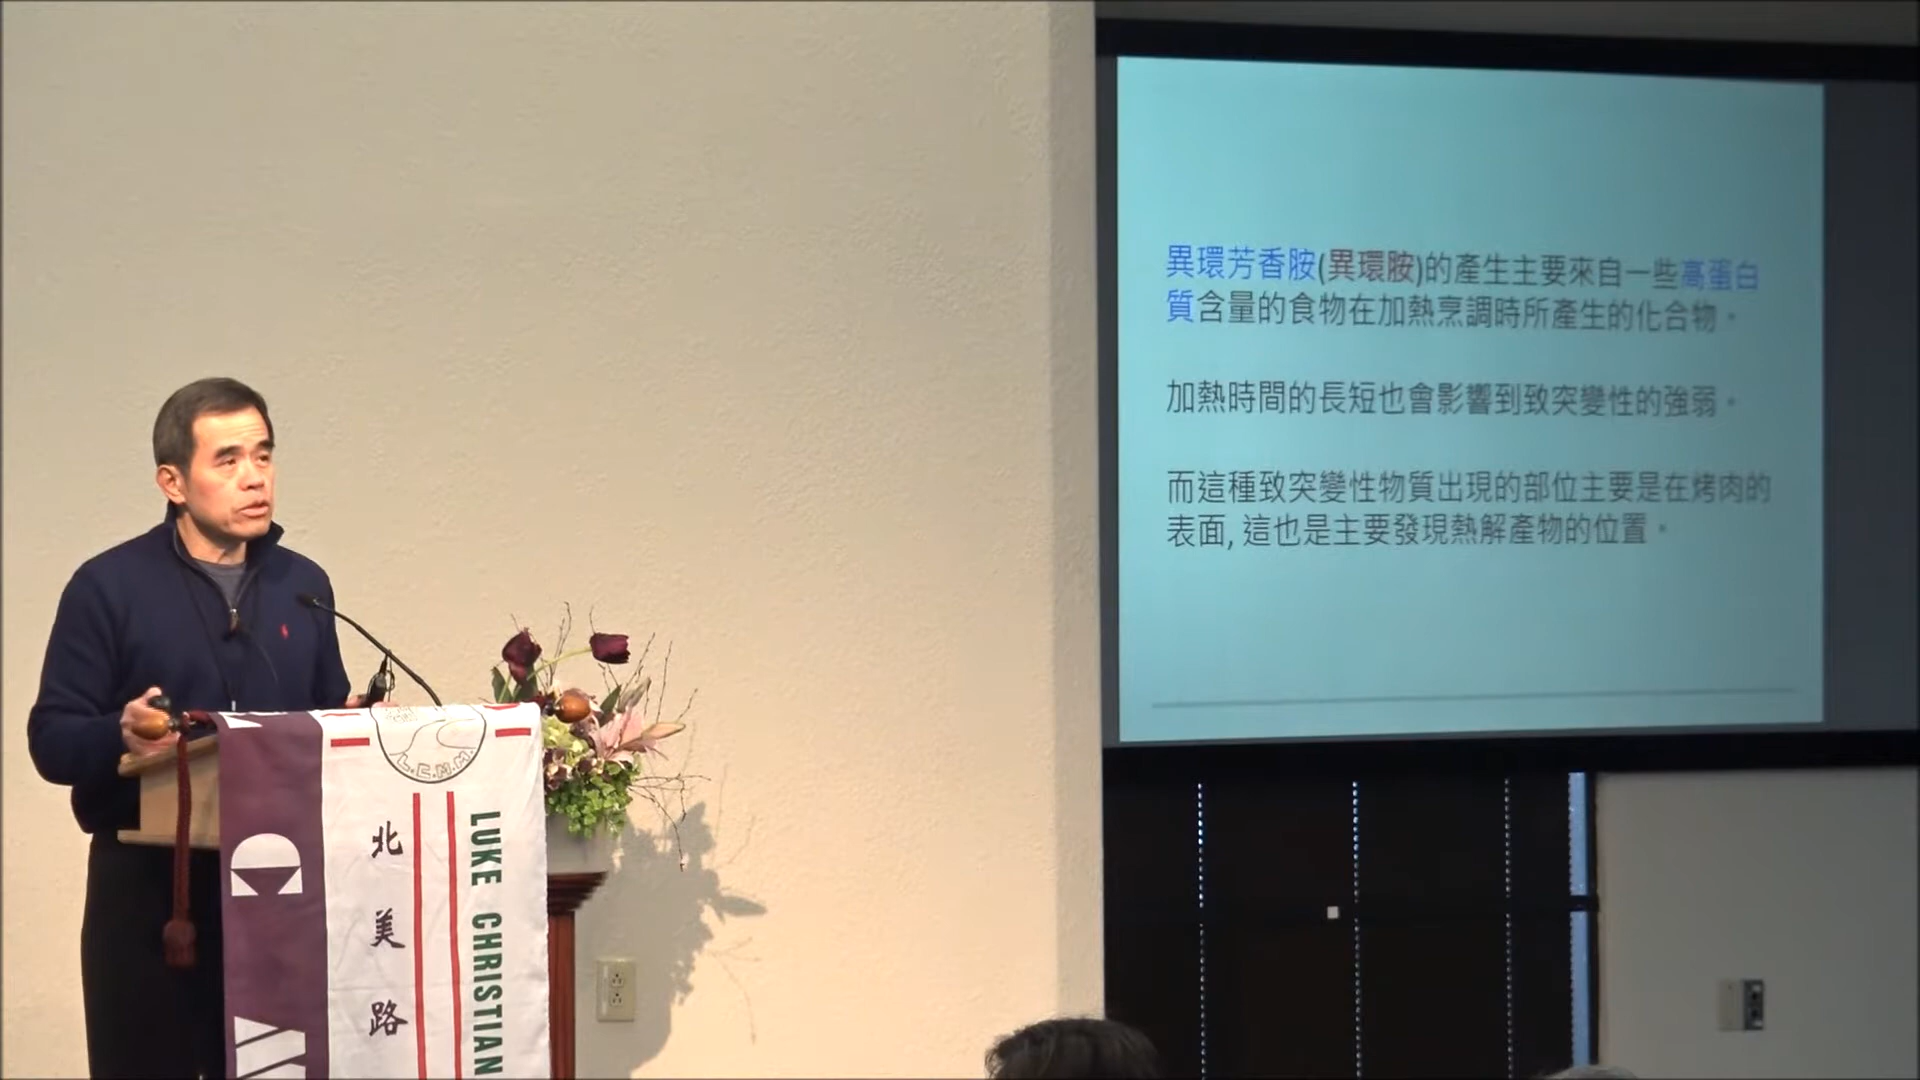 異環芳香胺(異環胺)的產生主要來自一些高蛋白
質含量的食物在加熱烹調時所產生的化合物。
加熱時間的長短也會影響到致突變性的強弱。
而這種致突變性物質出現的部位主要是在烤肉的
表面, 這也是主要發現熱解產物的位置。
L.C.M.M.
北美路
LUKE CHRISTIAN